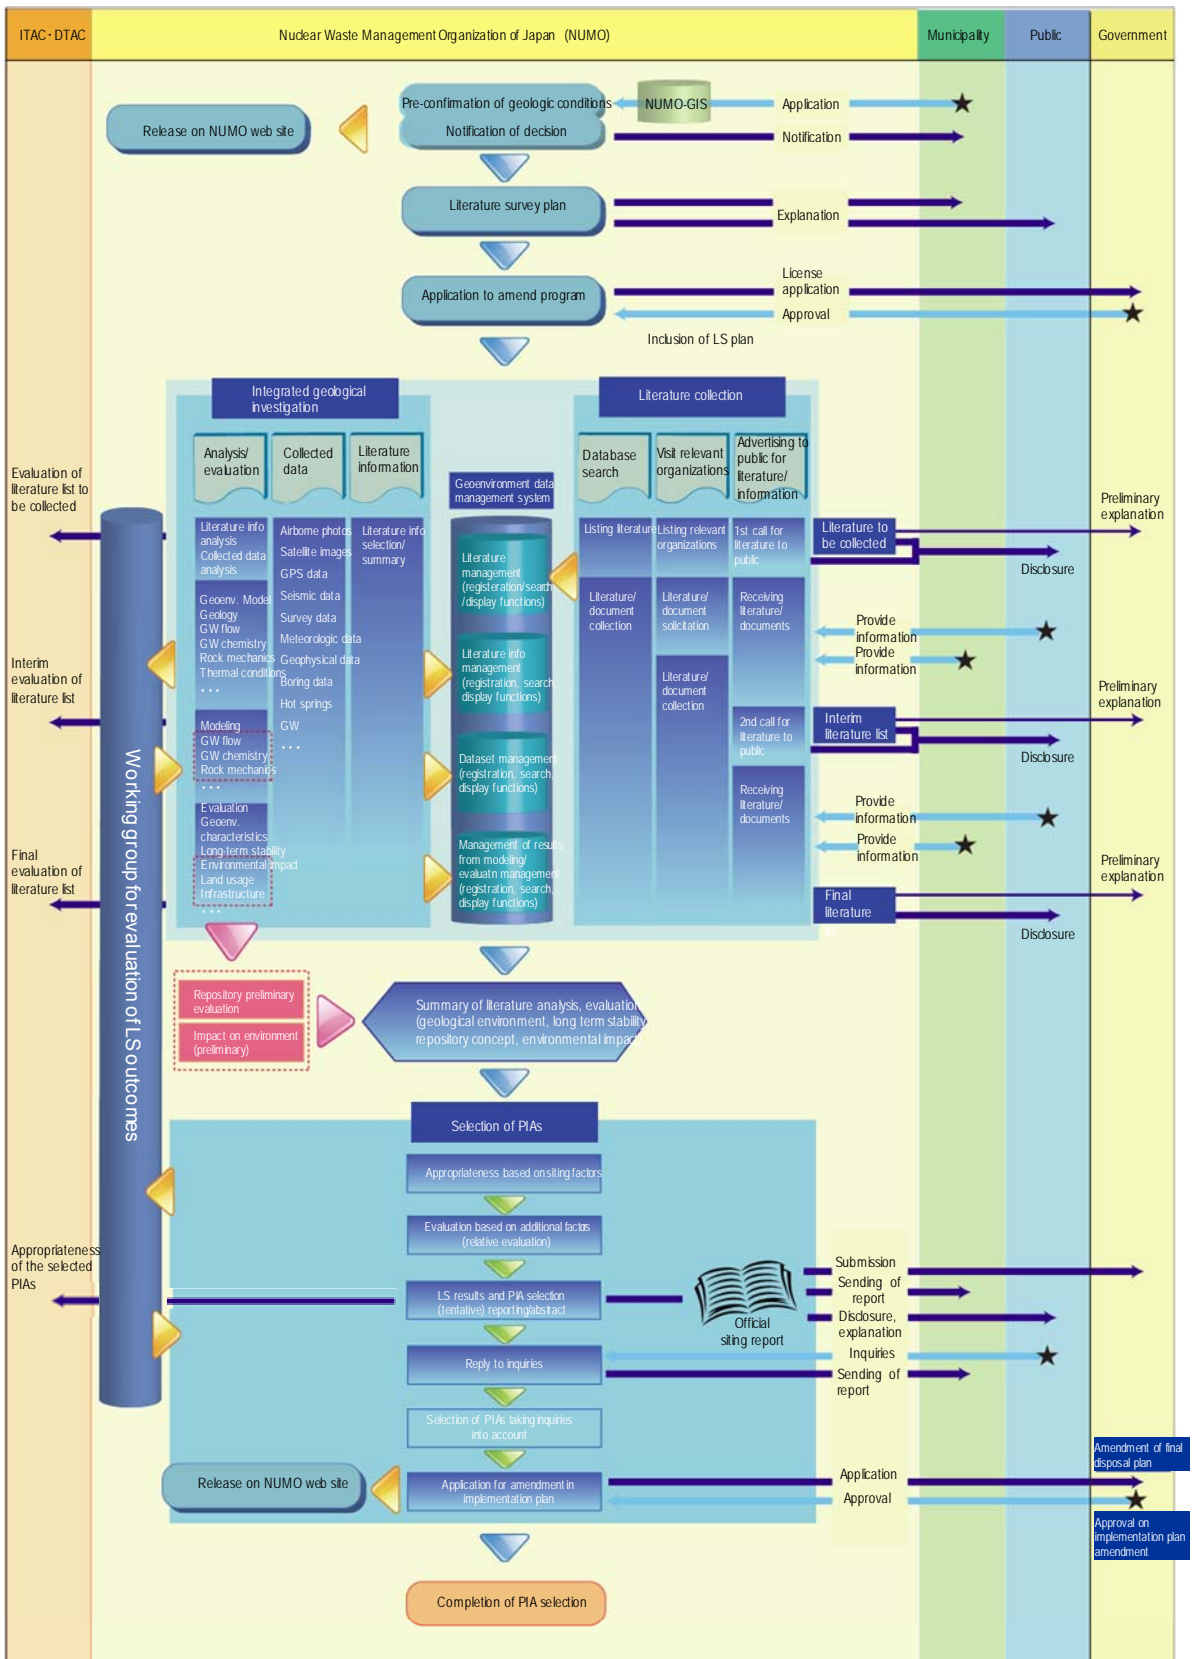 ITAC・DTAC
Nuclear Waste Management Organization of Japan (NUMO)
Municipality
Public
Government
Pre-confirmation of geologic conditions
NUMO-GIS
Application
Release on NUMO web site
Notification of decision
Notification
Literature survey plan
Explanation
Application to amend program
License
application
Approval
Inclusion of LS plan
Integrated geological
investigation
Literature collection
Analysis/
evaluation
Collected
data
Literature
information
Geoenvironment data
management system
Database
search
Visit relevant
organizations
Advertising to
public for
literature/
information
Evaluation of
literature list to
be collected
Interim
evaluation of
literature list
Final
evaluation of
literature list
Appropriateness
of the selected
PIAs
Working group for evaluation of LS outcomes
Literature info
analysis
Collected data
analysis
Geoenv. Model
Geology
GW flow
GW chemistry
Rock mechanics
Thermal conditions
• • •
Modeling
GW flow
GW chemistry
Rock mechanics
• • •
Evaluation
Geoenv.
characteristics
Long-term stability
Environmental impact
Land usage
Infrastructure
• • •
Airborne photos
Satellite images
GPS data
Seismic data
Survey data
Meteorologic data
Geophysical data
Boring data
Hot springs
GW
• • •
Literature info
selection/
summary
Literature
management
(registeration/search
/display functions)
Literature info
management
(registration, search,
display functions)
Dataset management
(registration, search,
display functions)
Management of results
from modeling/
evaluatn management
(registration, search,
display functions)
Listing literature
Literature/
document
collection
Listing relevant
organizations
Literature/
document
solicitation
Literature/
document
collection
1st call for
literature to
public
Receiving
literature/
documents
2nd call for
literature to
public
Receiving
literature/
documents
Literature to
be collected
Preliminary
explanation
Disclosure
Provide
information
Provide
information
Interim
literature list
Preliminary
explanation
Disclosure
Provide
information
Provide
information
Final
literature
Preliminary
explanation
Disclosure
Repository preliminary
evaluation
Impact on environment
(preliminary)
Summary of literature analysis, evaluation
(geological environment, long term stability
repository concept, environmental impact)
Selection of PIAs
Appropriateness based on siting factors
Evaluation based on additional factors
(relative evaluation)
LS results and PIA selection
(tentative) reporting/abstract
Official
siting report
Submission
Sending of
report
Disclosure,
explanation
Reply to inquiries
Inquiries
Sending of
report
Selection of PIAs taking inquiries
into account
Release on NUMO web site
Application for amendment in
implementation plan
Application
Approval
Amendment of final
disposal plan
Approval on
implementation plan
amendment
Completion of PIA selection